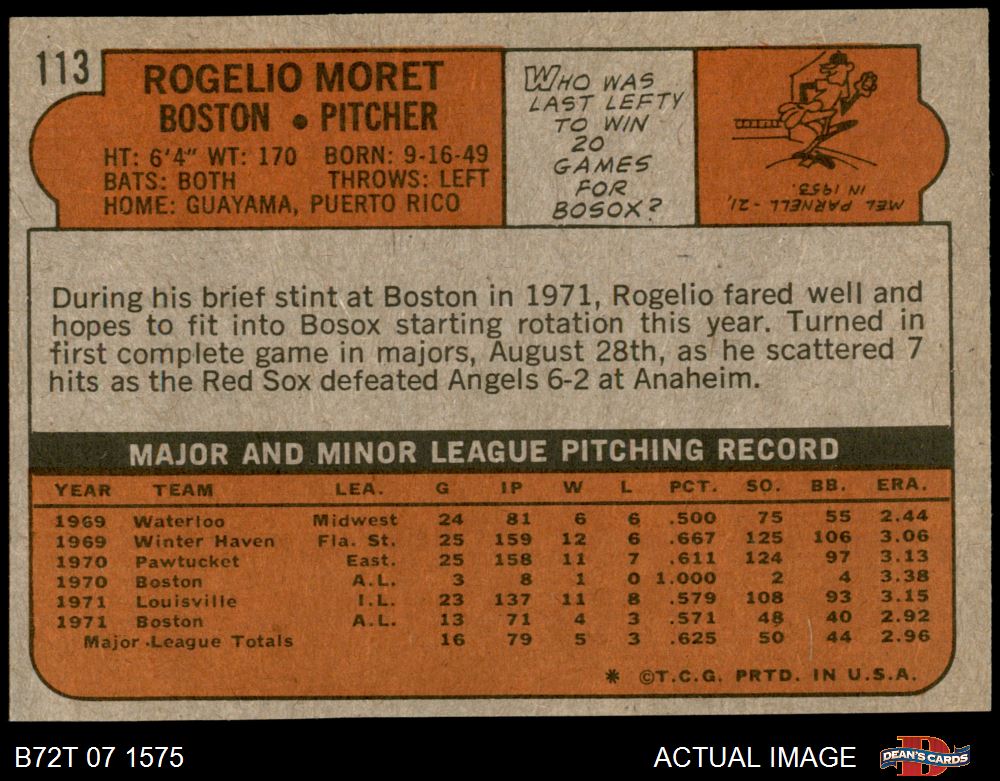 113
ROGELIO MORET
BOSTON • PITCHER
HT: 6'4" WT: 170 BORN: 9-16-49
BATS: BOTH THROWS: LEFT
HOME: GUAYAMA, PUERTO RICO
WHO WAS
LAST LEFTY
TO WIN
20
GAMES
FOR
BOSOX?
MEL PARNELL - 21,
IN 1953.
During his brief stint at Boston in 1971, Rogelio fared well and
hopes to fit into Bosox starting rotation this year. Turned in
first complete game in majors, August 28th, as he scattered 7
hits as the Red Sox defeated Angels 6-2 at Anaheim.
MAJOR AND MINOR LEAGUE PITCHING RECORD
YEAR TEAM LEA. G IP W L PCT. SO. BB. ERA.
1969 Waterloo Midwest 24 81 6 6 .500 75 55 2.44
1969 Winter Haven Fla. St. 25 159 12 6 .667 125 106 3.06
1970 Pawtucket East. 25 158 11 7 .611 124 97 3.13
1970 Boston A.L. 3 8 1 0 1.000 2 4 3.38
1971 Louisville I.L. 23 137 11 8 .579 108 93 3.15
1971 Boston A.L. 13 71 4 3 .571 48 40 2.92
Major League Totals 16 79 5 3 .625 50 44 2.96
* ©T.C.G. PRTD. IN U.S.A.
B72T 07 1575
ACTUAL IMAGE
DEAN'S CARDS